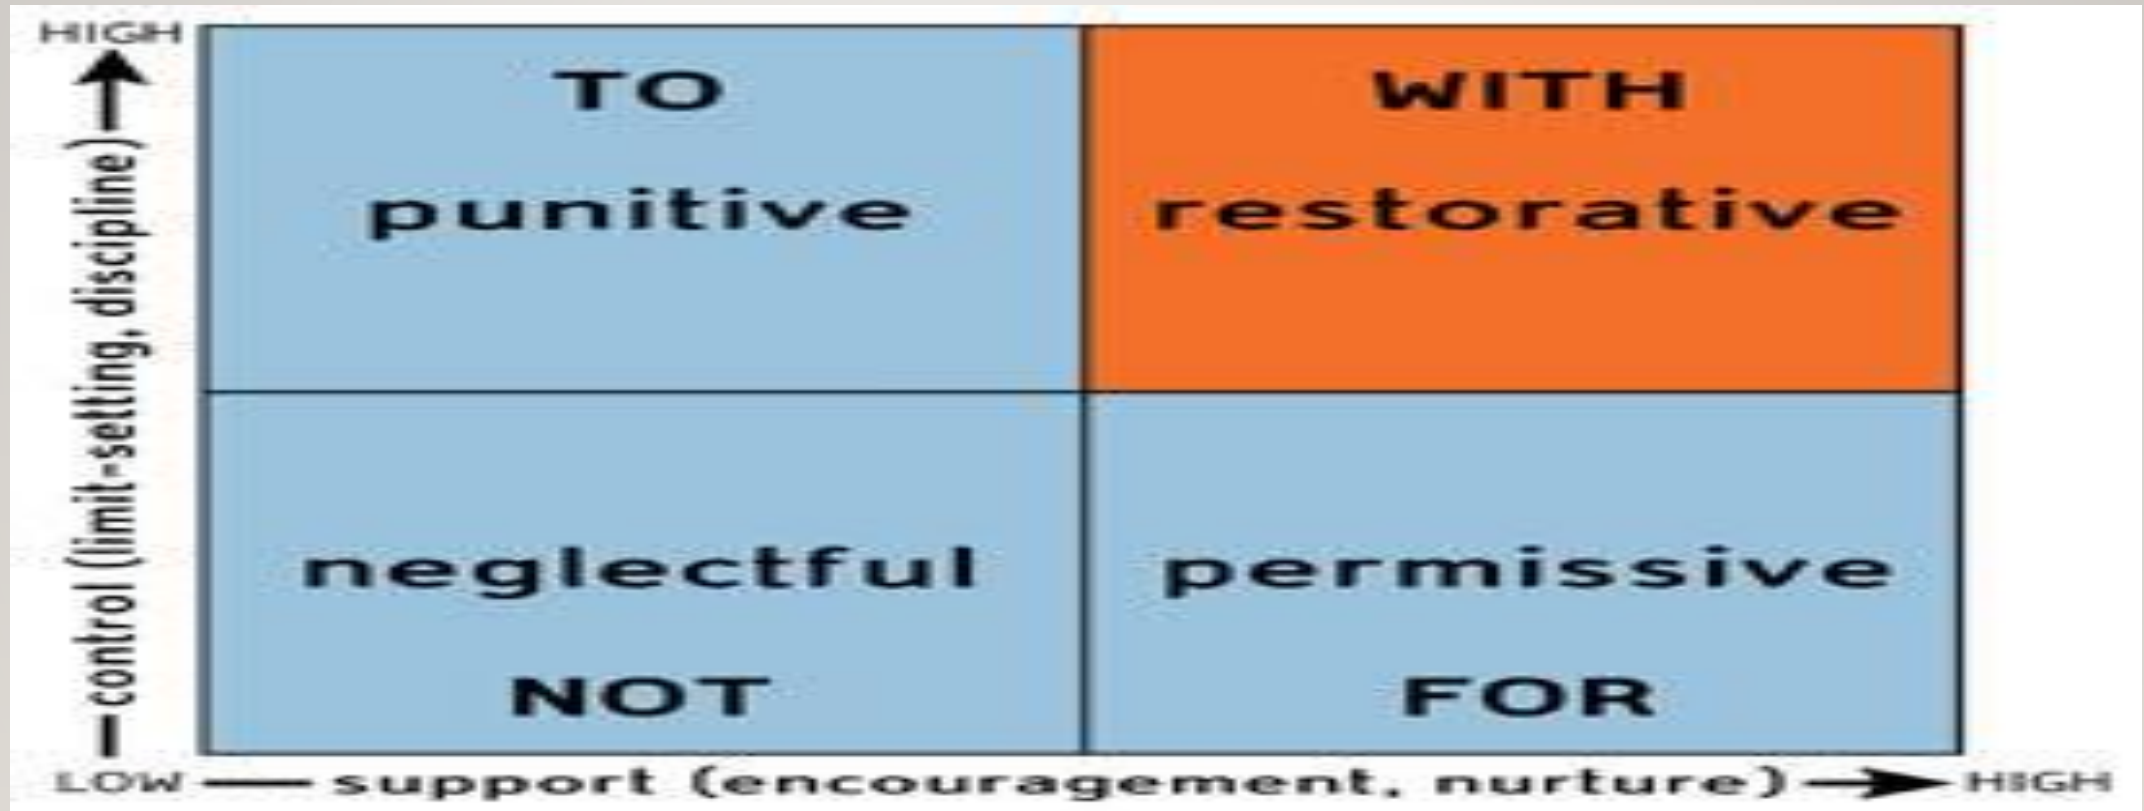 HIGH
TO
WITH
punitive
restorative
control (limit-setting, discipline)
neglectful
permissive
NOT
FOR
LOW
support (encouragement, nurture)
HIGH